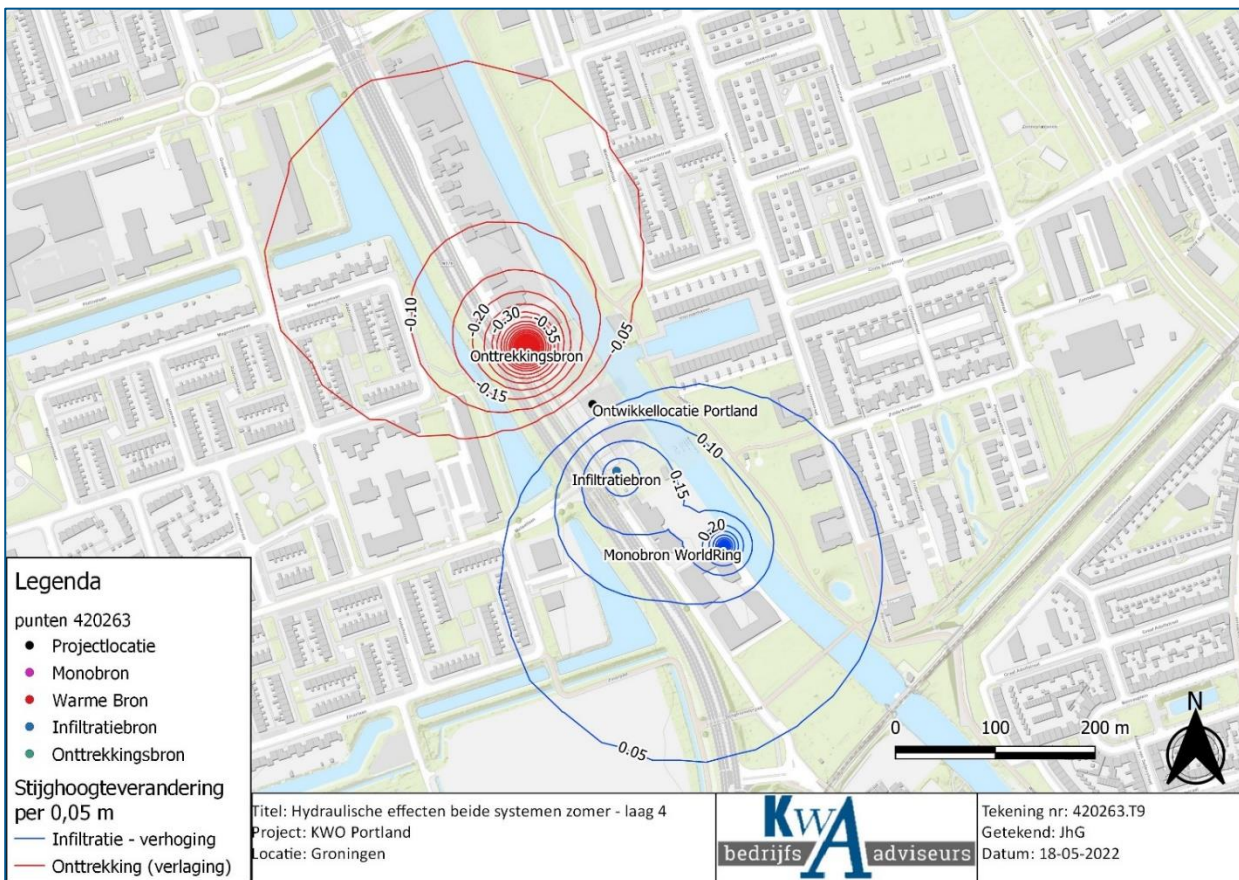 -0.10
-0.20
-0.30
-0.35
-0.05
Onttrekkingsbron
-0.15
Ontwikkellocatie Portland
0.10
Infiltratiebron
0.15
0.20
Monobron WorldRing
0.05
Legenda
punten 420263
Projectlocatie
Monobron
Warme Bron
Infiltratiebron
Onttrekkingsbron
Stijghoogteverandering
per 0,05 m
Infiltratie - verhoging
Onttrekking (verlaging)
0 100 200 m
N
Titel: Hydraulische effecten beide systemen zomer - laag 4
Project: KWO Portland
Locatie: Groningen
KWA
bedrijfs adviseurs
Tekening nr: 420263.T9
Getekend: JhG
Datum: 18-05-2022